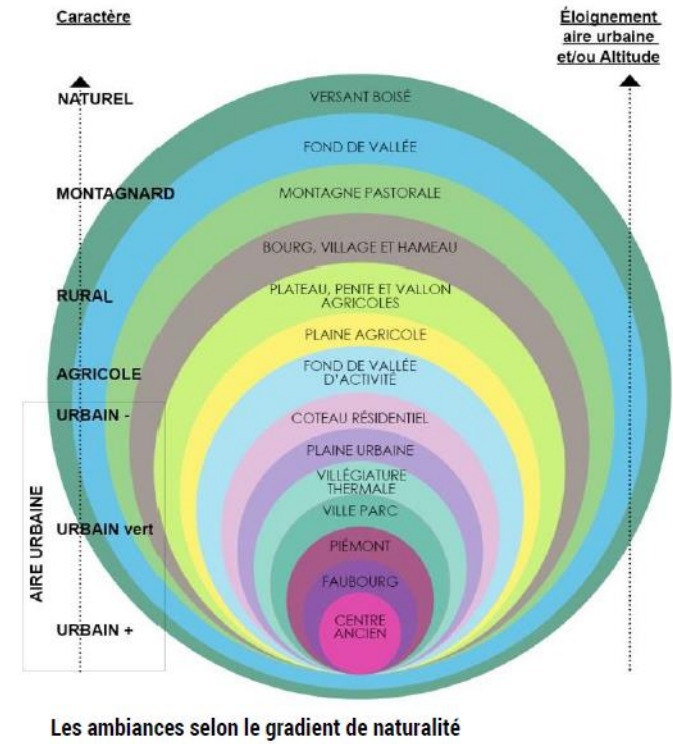 Caractère
Éloignement
aire urbaine
et/ou Altitude
NATUREL
VERSANT BOISÉ
FOND DE VALLÉE
MONTAGNARD
MONTAGNE PASTORALE
BOURG, VILLAGE ET HAMEAU
RURAL
PLATEAU, PENTE ET VALLON
AGRICOLES
PLAINE AGRICOLE
AGRICOLE
FOND DE VALLÉE
D'ACTIVITÉ
URBAIN -
COTEAU RÉSIDENTIEL
PLAINE URBAINE
VILLÉGIATURE
THERMALE
VILLE PARC
URBAIN vert
AIRE URBAINE
PIÉMONT
FAUBOURG
URBAIN +
CENTRE
ANCIEN
Les ambiances selon le gradient de naturalité